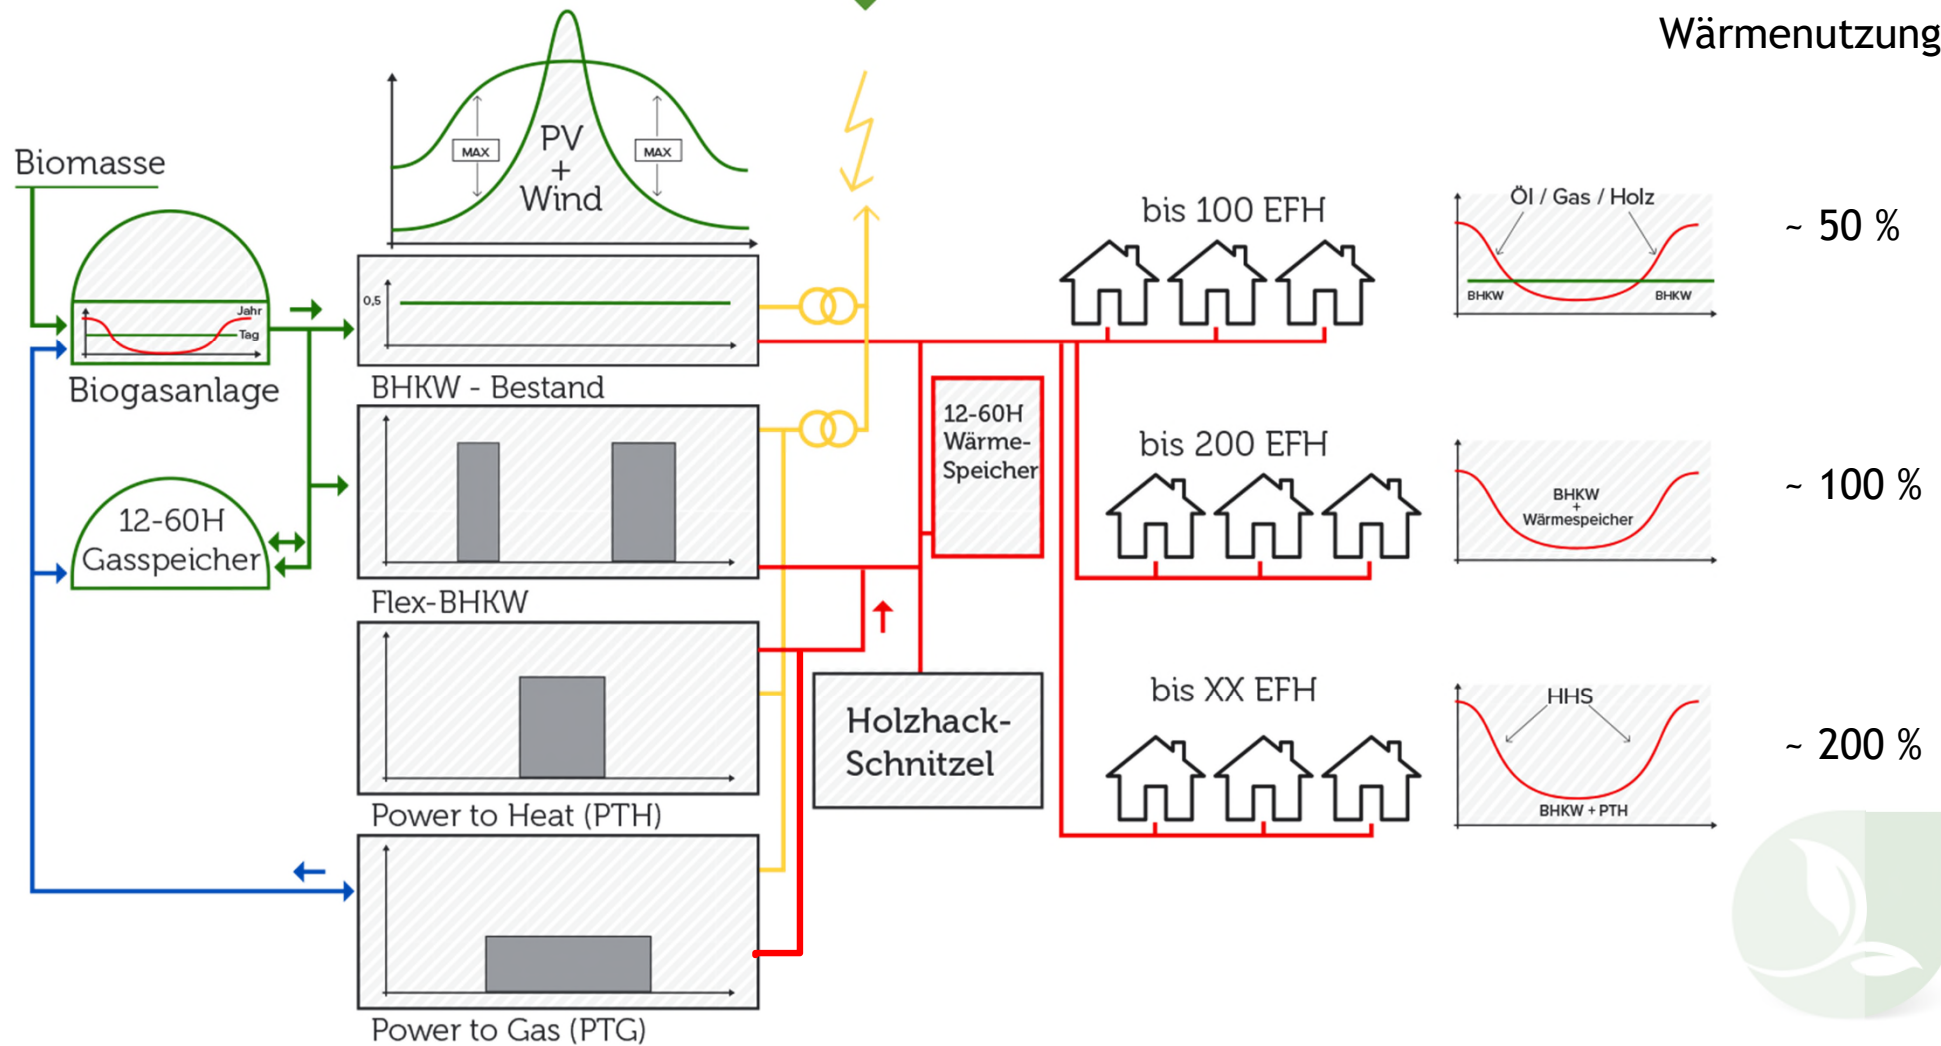 Wärmenutzung
MAX
PV
+
Wind
MAX
Biomasse
Jahr
Tag
Biogasanlage
0,5
BHKW - Bestand
12-60H
Gasspeicher
Flex-BHKW
Power to Heat (PTH)
Power to Gas (PTG)
12-60H
Wärme-
Speicher
Holzhack-
Schnitzel
bis 100 EFH
Öl / Gas / Holz
BHKW
BHKW
~ 50 %
bis 200 EFH
BHKW
+
Wärmespeicher
~ 100 %
bis XX EFH
HHS
BHKW + PTH
~ 200 %